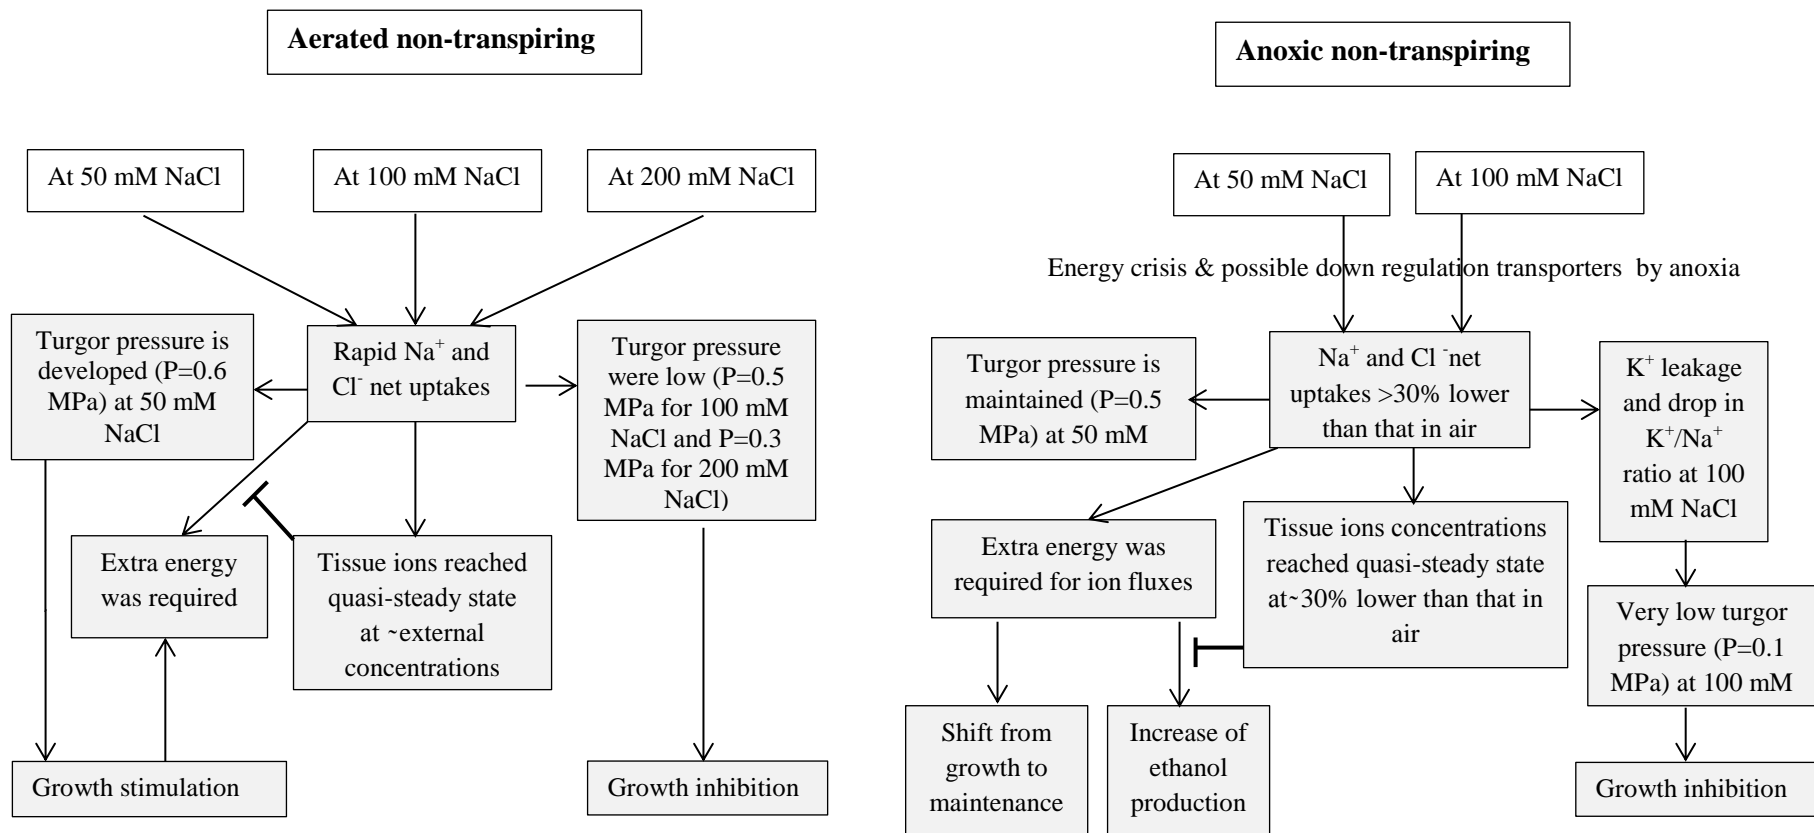 Aerated non-transpiring
Anoxic non-transpiring
At 50 mM NaCl
At 100 mM NaCl
At 200 mM NaCl
At 50 mM NaCl
At 100 mM NaCl
Energy crisis & possible down regulation transporters by anoxia
Turgor pressure is
developed (P=0.6
MPa) at 50 mM
NaCl
Rapid Na⁺ and
Cl⁻ net uptakes
Turgor pressure
were low (P=0.5
MPa for 100 mM
NaCl and P=0.3
MPa for 200 mM
NaCl)
Extra energy
was required
Tissue ions reached
quasi-steady state
at ~external
concentrations
Growth stimulation
Growth inhibition
Turgor pressure is
maintained (P=0.5
MPa) at 50 mM
Na⁺ and Cl ⁻net
uptakes >30% lower
than that in air
K⁺ leakage
and drop in
K⁺/Na⁺
ratio at 100
mM NaCl
Extra energy was
required for ion fluxes
Tissue ions concentrations
reached quasi-steady state
at~30% lower than that in
air
Very low turgor
pressure (P=0.1
MPa) at 100 mM
Shift from
growth to
maintenance
Increase of
ethanol
production
Growth inhibition